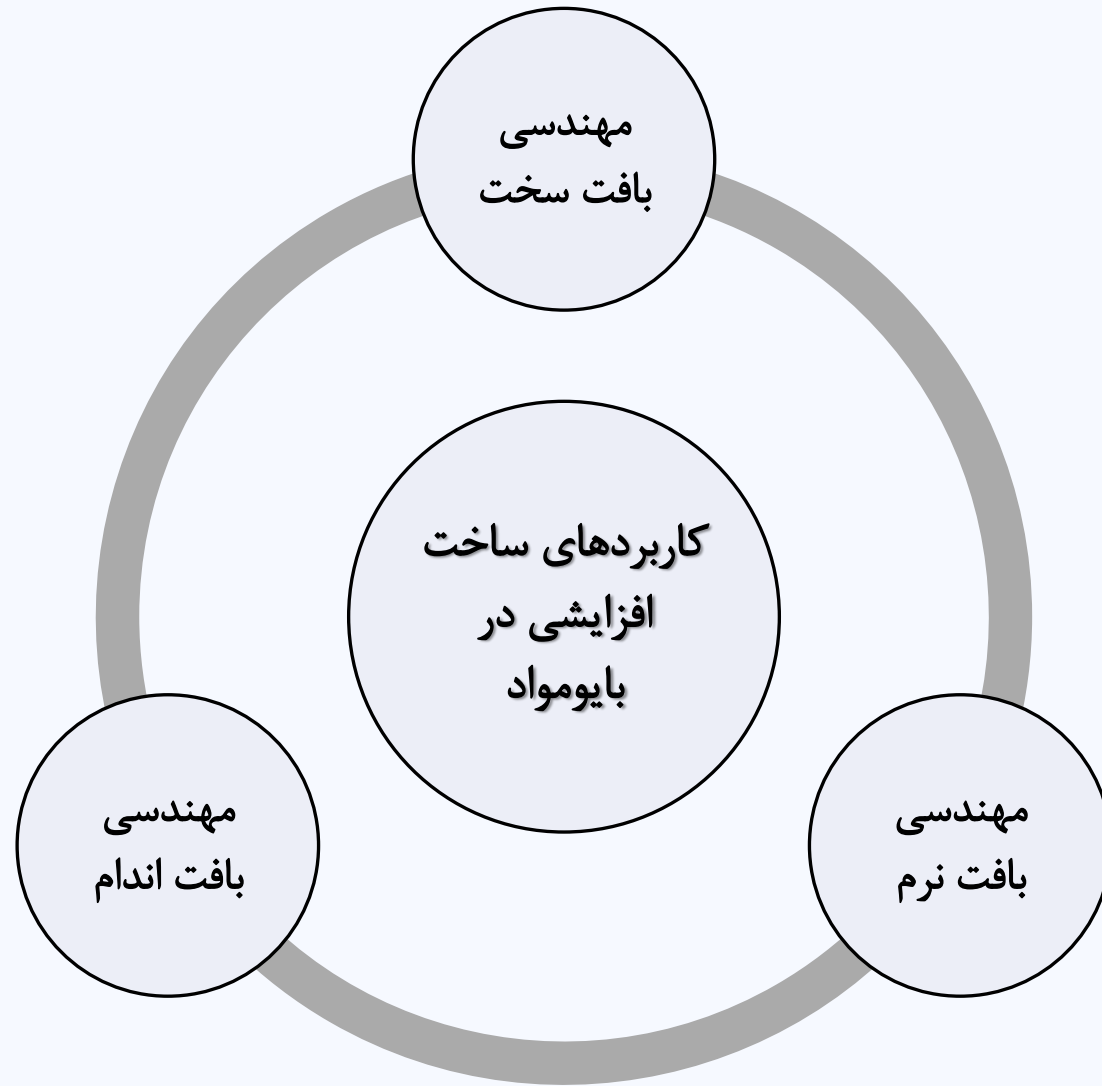 مهندسی
بافت سخت
کاربردهای ساخت
افزایشی در
بایومواد
مهندسی
بافت نرم
مهندسی
بافت اندام